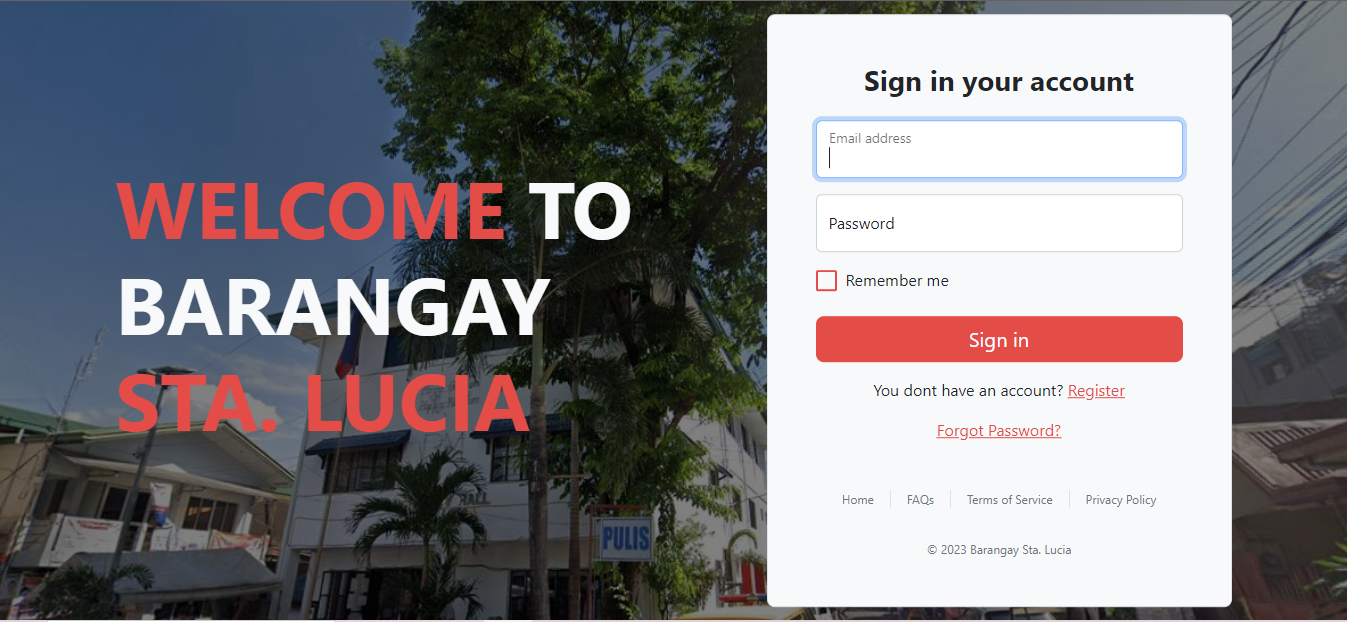 WELCOME TO
BARANGAY
STA. LUCIA
PULIS
Sign in your account
Email address
Password
Remember me
Sign in
You dont have an account? Register
Forgot Password?
Home FAQs Terms of Service Privacy Policy
© 2023 Barangay Sta. Lucia